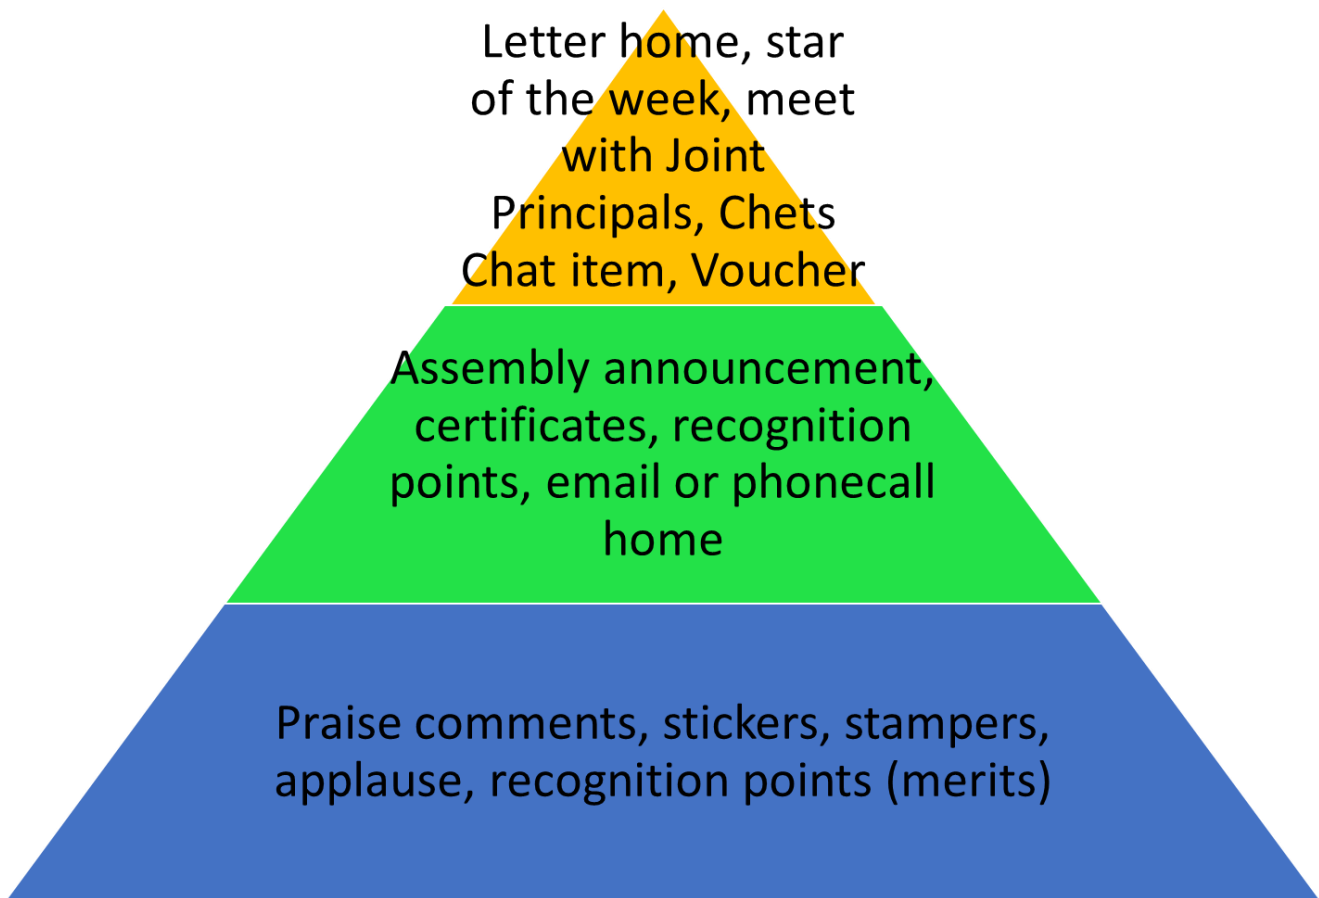 Letter home, star
of the week, meet
with Joint
Principals, Chets
Chat item, Voucher
Assembly announcement,
certificates, recognition
points, email or phonecall
home
Praise comments, stickers, stampers,
applause, recognition points (merits)